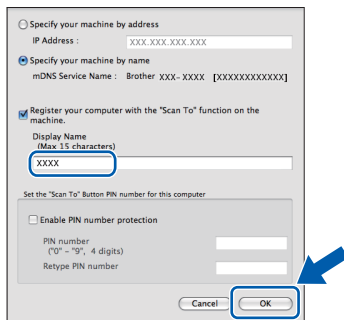 Specify your machine by address
IP Address : XXX.XXX.XXX.XXX
Specify your machine by name
mDNS Service Name : Brother XXX-XXXX [XXXXXXXXXXXX]
Register your computer with the "Scan To" function on the
machine.
Display Name
(Max 15 characters)
XXXX
Set the "Scan To" Button PIN number for this computer
Enable PIN number protection
PIN number
("0" – "9", 4 digits)
Retype PIN number
Cancel OK